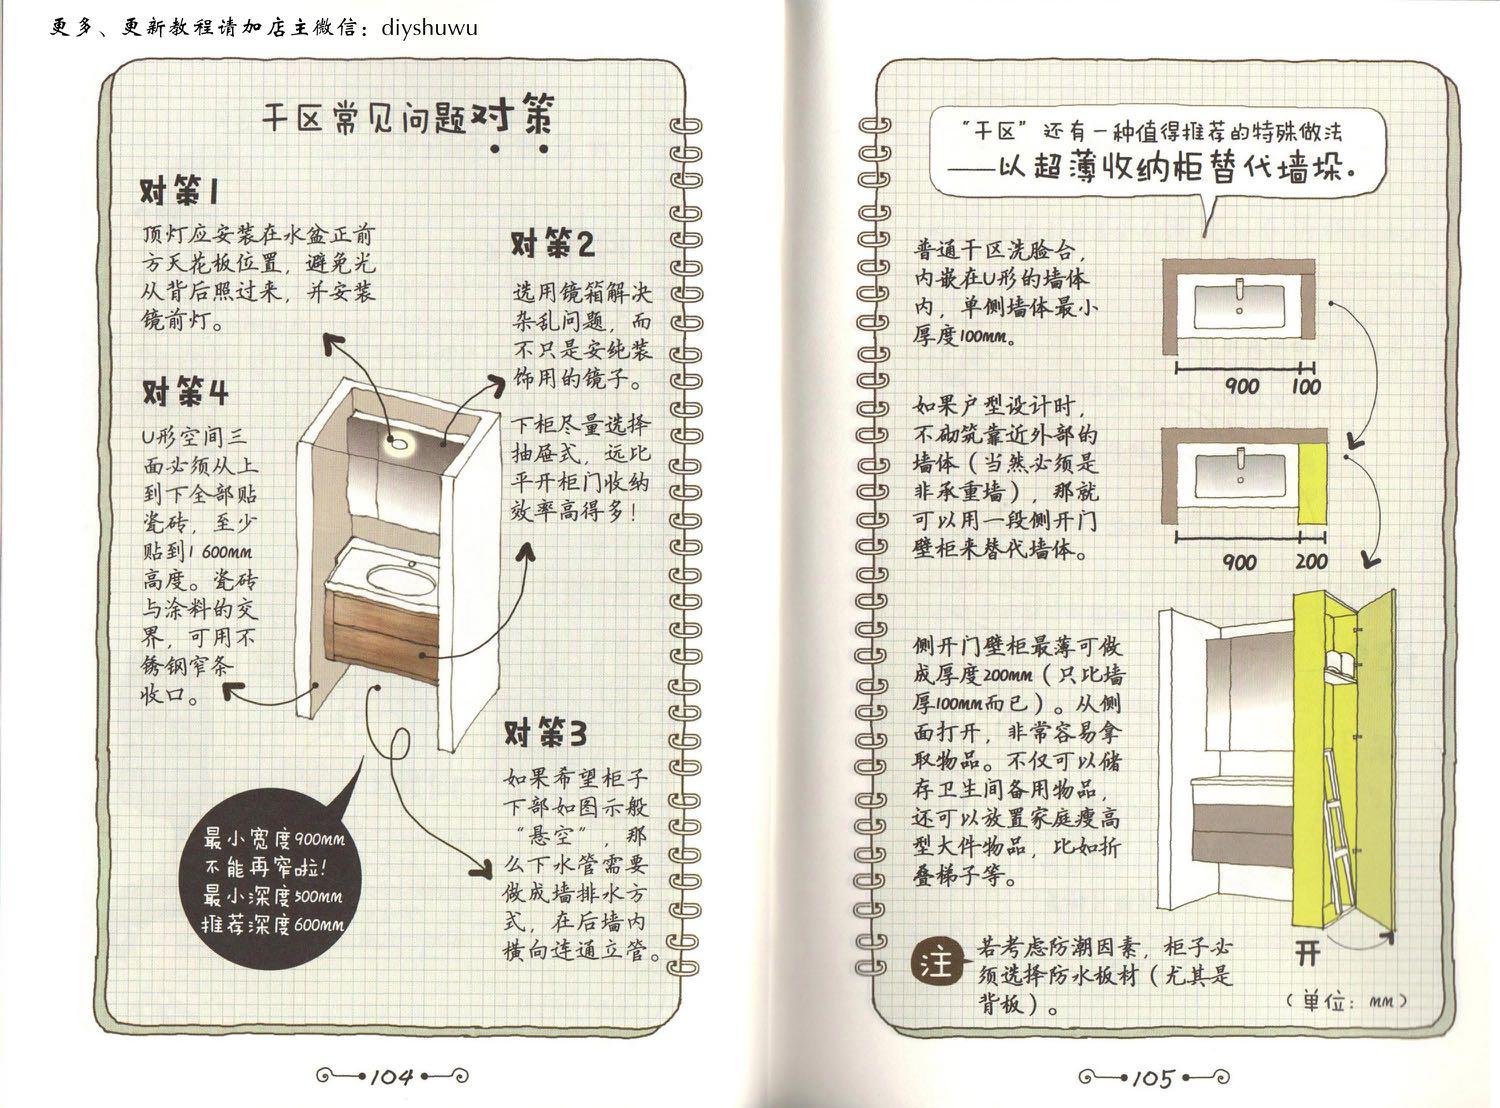 更多、更新教程请加店主微信：diyshuwu
干区常见问题对策
对策1
顶灯应安装在水盆正前
方天花板位置，避免光
从背后照过来，并安装
镜前灯。
对策2
选用镜箱解决
杂乱问题，而
不只是安纯装
饰用的镜子。
下柜尽量选择
抽屉式，远比
平开柜门收纳
效率高得多！
对策4
U形空间三
面必须从上
到下全部贴
瓷砖，至少
贴到1 600mm
高度。瓷砖
与涂料的交
界，可用不
锈钢窄条
收口。
对策3
如果希望柜子
下部如图示般
“悬空”，那
么下水管需要
做成墙排水方
式，在后墙内
横向连通立管。
最小宽度900mm
不能再窄啦！
最小深度500mm
推荐深度600mm
104
“干区”还有一种值得推荐的特殊做法
——以超薄收纳柜替代墙垛。
普通干区洗脸台，
内嵌在U形的墙体
内，单侧墙体最小
厚度100mm。
900 100
如果户型设计时，
不砌筑靠近外部的
墙体（当然必须是
非承重墙），那就
可以用一段侧开门
壁柜来替代墙体。
900 200
侧开门壁柜最薄可做
成厚度200mm（只比墙
厚100mm而已）。从侧
面打开，非常容易拿
取物品。不仅可以储
存卫生间备用物品，
还可以放置家庭瘦高
型大件物品，比如折
叠梯子等。
开
注
若考虑防潮因素，柜子必
须选择防水板材（尤其是
背板）。
（单位：mm）
105